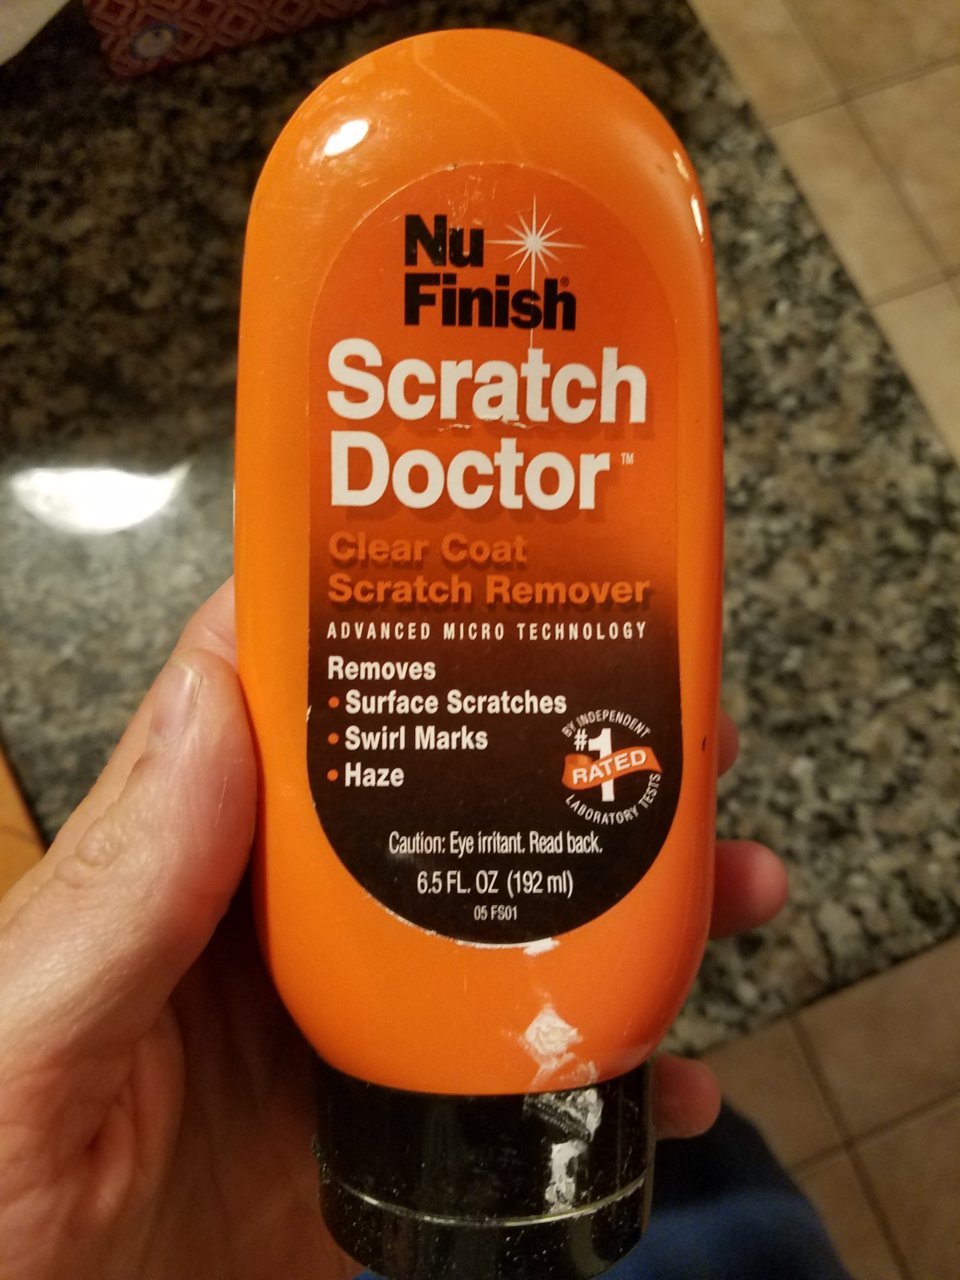 Nu
Finish®
Scratch
Doctor™
Clear Coat
Scratch Remover
ADVANCED MICRO TECHNOLOGY
Removes
• Surface Scratches
• Swirl Marks
• Haze
BY INDEPENDENT
#1
RATED
LABORATORY TESTS
Caution: Eye irritant. Read back.
6.5 FL. OZ (192 ml)
05 FS01